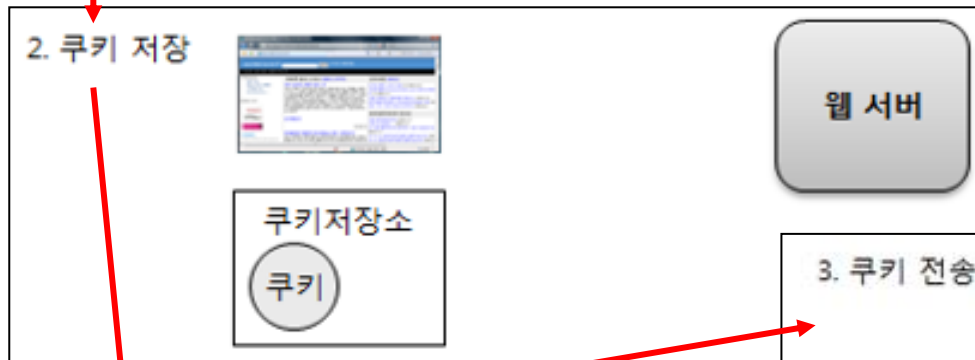 2. 쿠키 저장
웹 서버
쿠키저장소
쿠키
3. 쿠키 전송